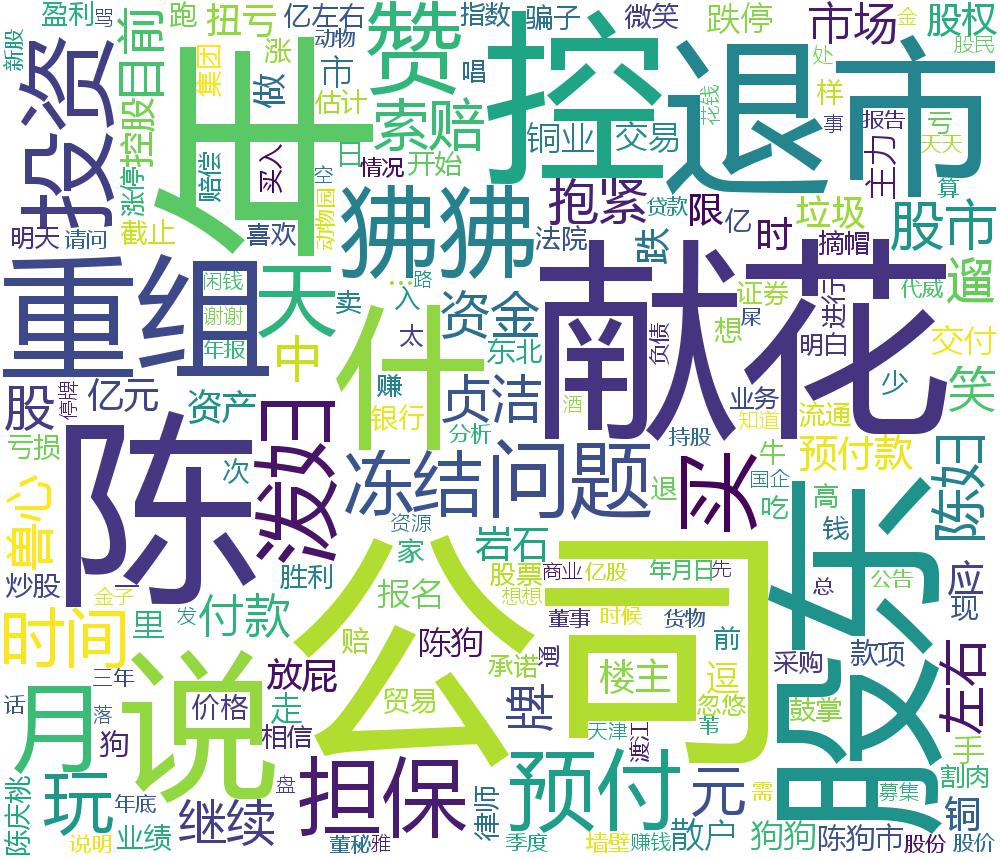 盈利
骂
跑
扭亏
亿左右
赞
指数
骗子
微笑
跌停
市场
金
股权
新股
投资
目前
集团
涨
动物
市
唱
控
退市
花钱
处
股民
仕
做
估计
索赔
铜业
交易
样
事
报告
亏
天天
涨停
控股
赔偿
买入
日
情况
开始
主力
算
空
狒狒
抱紧
贷款
限
亿
垃圾
股市
明天
请问
截止
喜欢
动物园
法院
跌
时
摘帽
重组
天
闲钱
谢谢
年报
...
路
卖
入
太
资金
东北
献花
证券
想
屎
进行
明白
代威
遛
中
什
负债
交付
股
停牌
亿元
资产
泼妇
赚
银行
贞洁
分析
酒
业务
知道
少
流通
笑
持股
亏损
陈
次
冻结
问题
买
牛
预付款
退
国企
吃
高
股东
陈妇
兽心
资源
家
岩石
钱
炒股
金子
胜利
公司
股票
商业
亿股
年月日
先
总
公告
应
现
时间
里
发
付款
报名
想想
董事
时候
货物
说
赔
陈狗
承诺
通
前
采购
款项
左右
三年
放屁
楼主
逗
月
价格
走
贸易
牌
忽悠
鼓掌
话
落
狗
相信
天津
渡江
苇
手
割肉
陈庆桃
玩
年底
继续
盘
担保
律师
预付
元
需
募集
铜
说明
业绩
董秘
雅
季度
墙壁
赚钱
散户
狗狗
陈狗市
股份
股价